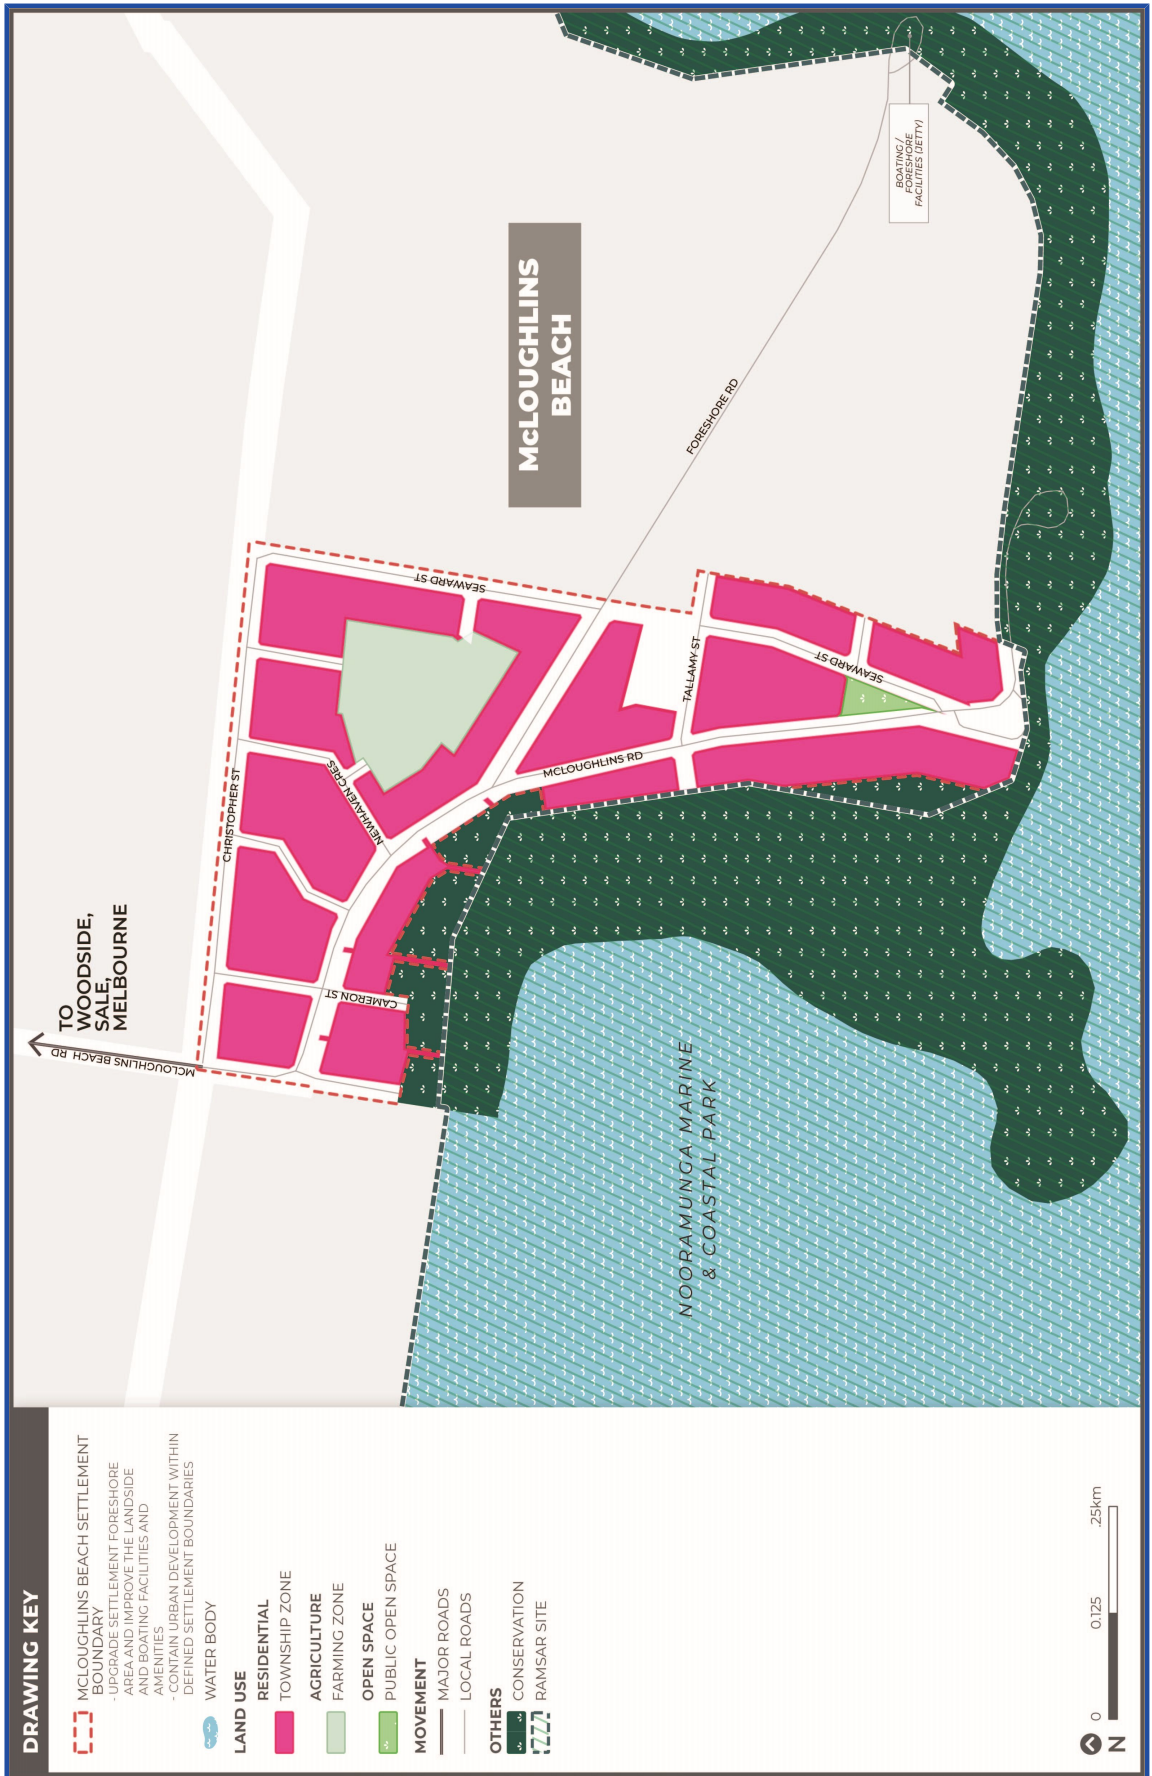 DRAWING KEY
MCLOUGHLINS BEACH SETTLEMENT
BOUNDARY
- UPGRADE SETTLEMENT FORESHORE
AREA AND IMPROVE THE LANDSIDE
AND BOATING FACILITIES AND
AMENITIES
- CONTAIN URBAN DEVELOPMENT WITHIN
DEFINED SETTLEMENT BOUNDARIES
WATER BODY
LAND USE
RESIDENTIAL
TOWNSHIP ZONE
AGRICULTURE
FARMING ZONE
OPEN SPACE
PUBLIC OPEN SPACE
MOVEMENT
MAJOR ROADS
LOCAL ROADS
OTHERS
CONSERVATION
RAMSAR SITE
N
0
0.125
.25km
TO
WOODSIDE,
SALE,
MELBOURNE
MCLOUGHLINS BEACH RD
CHRISTOPHER ST
NEWHAVEN CRES
CAMERON ST
SEAWARD ST
MCLOUGHLINS RD
TALLAMY ST
SEAWARD ST
FORESHORE RD
McLOUGHLINS
BEACH
BOATING /
FORESHORE
FACILITIES (JETTY)
NOORAMUNGA MARINE
& COASTAL PARK